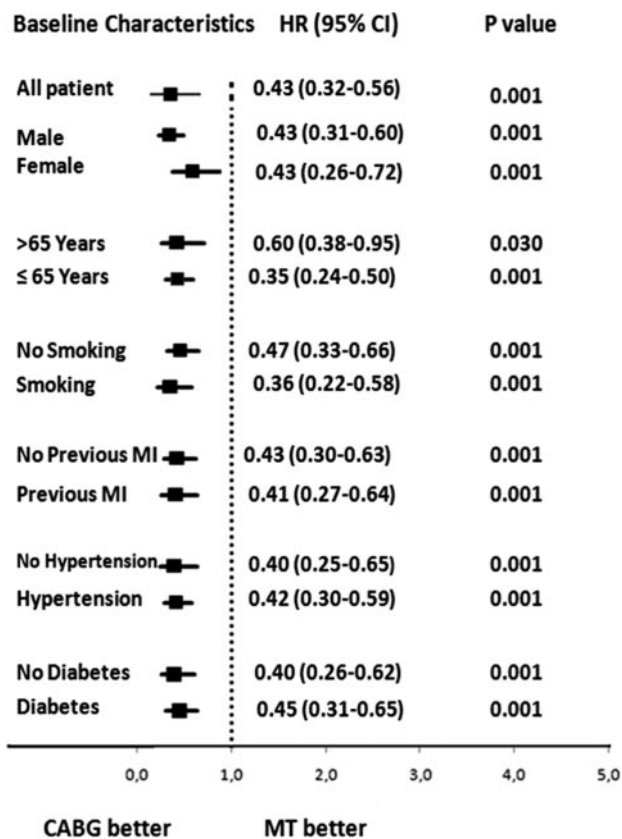 Baseline Characteristics HR (95% CI) P value
All patient 0.43 (0.32-0.56) 0.001
Male 0.43 (0.31-0.60) 0.001
Female 0.43 (0.26-0.72) 0.001
>65 Years 0.60 (0.38-0.95) 0.030
≤ 65 Years 0.35 (0.24-0.50) 0.001
No Smoking 0.47 (0.33-0.66) 0.001
Smoking 0.36 (0.22-0.58) 0.001
No Previous MI 0.43 (0.30-0.63) 0.001
Previous MI 0.41 (0.27-0.64) 0.001
No Hypertension 0.40 (0.25-0.65) 0.001
Hypertension 0.42 (0.30-0.59) 0.001
No Diabetes 0.40 (0.26-0.62) 0.001
Diabetes 0.45 (0.31-0.65) 0.001
0,0 1,0 2,0 3,0 4,0 5,0
CABG better MT better